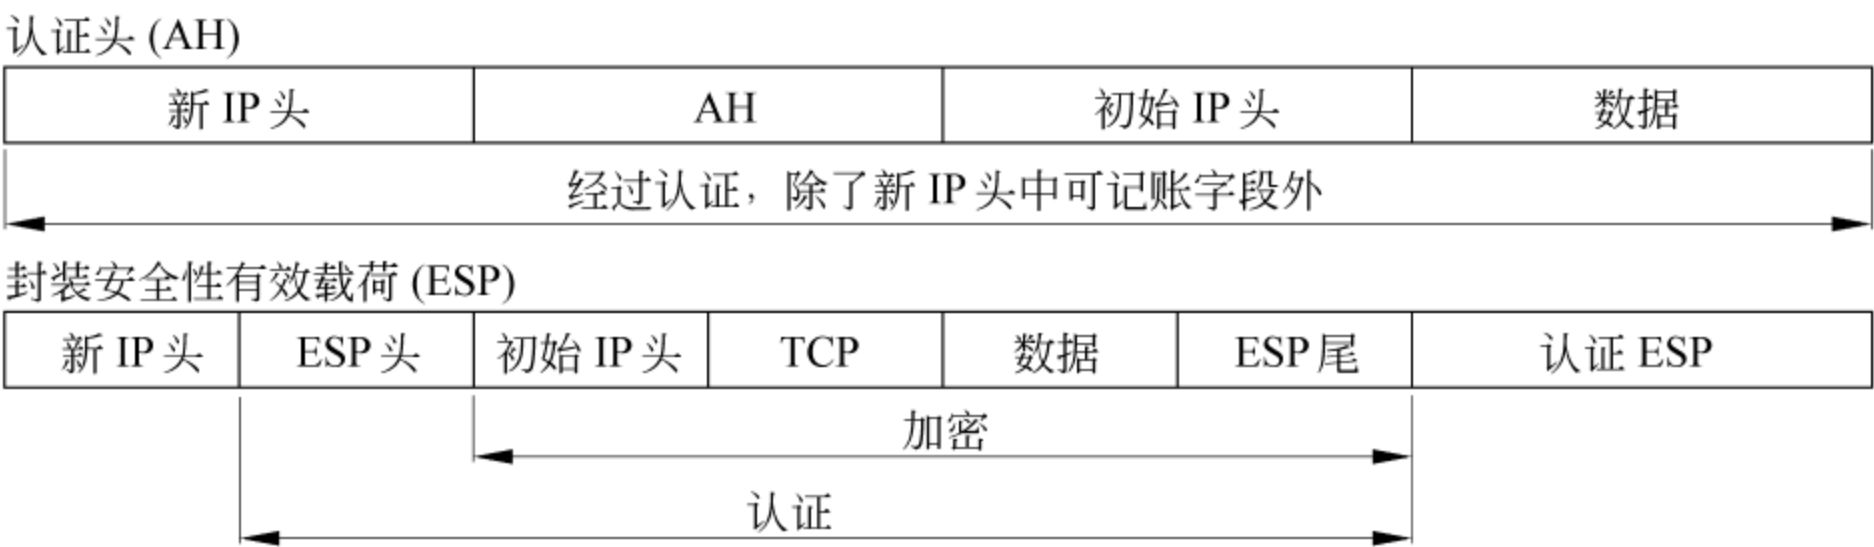 认证头 (AH)
新 IP 头 AH 初始 IP 头 数据
经过认证，除了新 IP 头中可记账字段外
封装安全性有效载荷 (ESP)
新 IP 头 ESP 头 初始 IP 头 TCP 数据 ESP 尾 认证 ESP
加密
认证